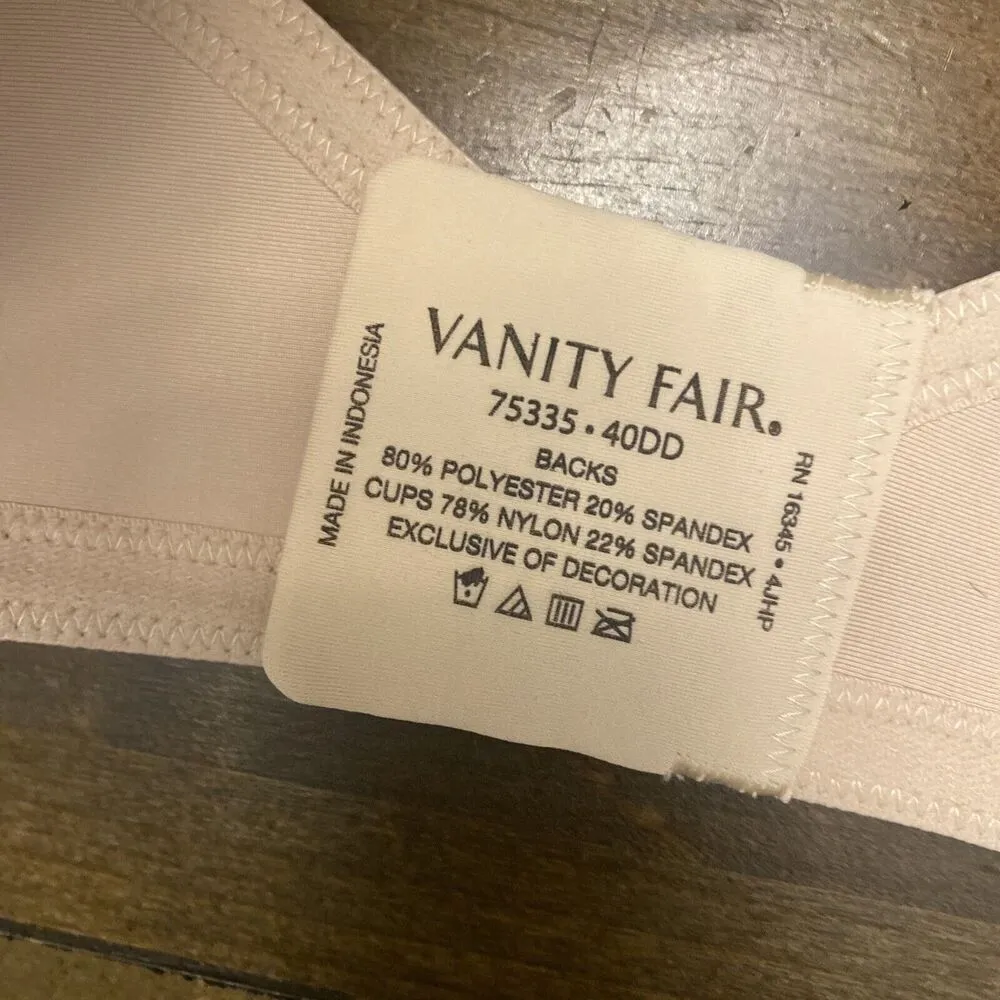 VANITY FAIR®
75335 • 40DD
BACKS
80% POLYESTER 20% SPANDEX
CUPS 78% NYLON 22% SPANDEX
EXCLUSIVE OF DECORATION
MADE IN INDONESIA
RN 16345 • 4JHP